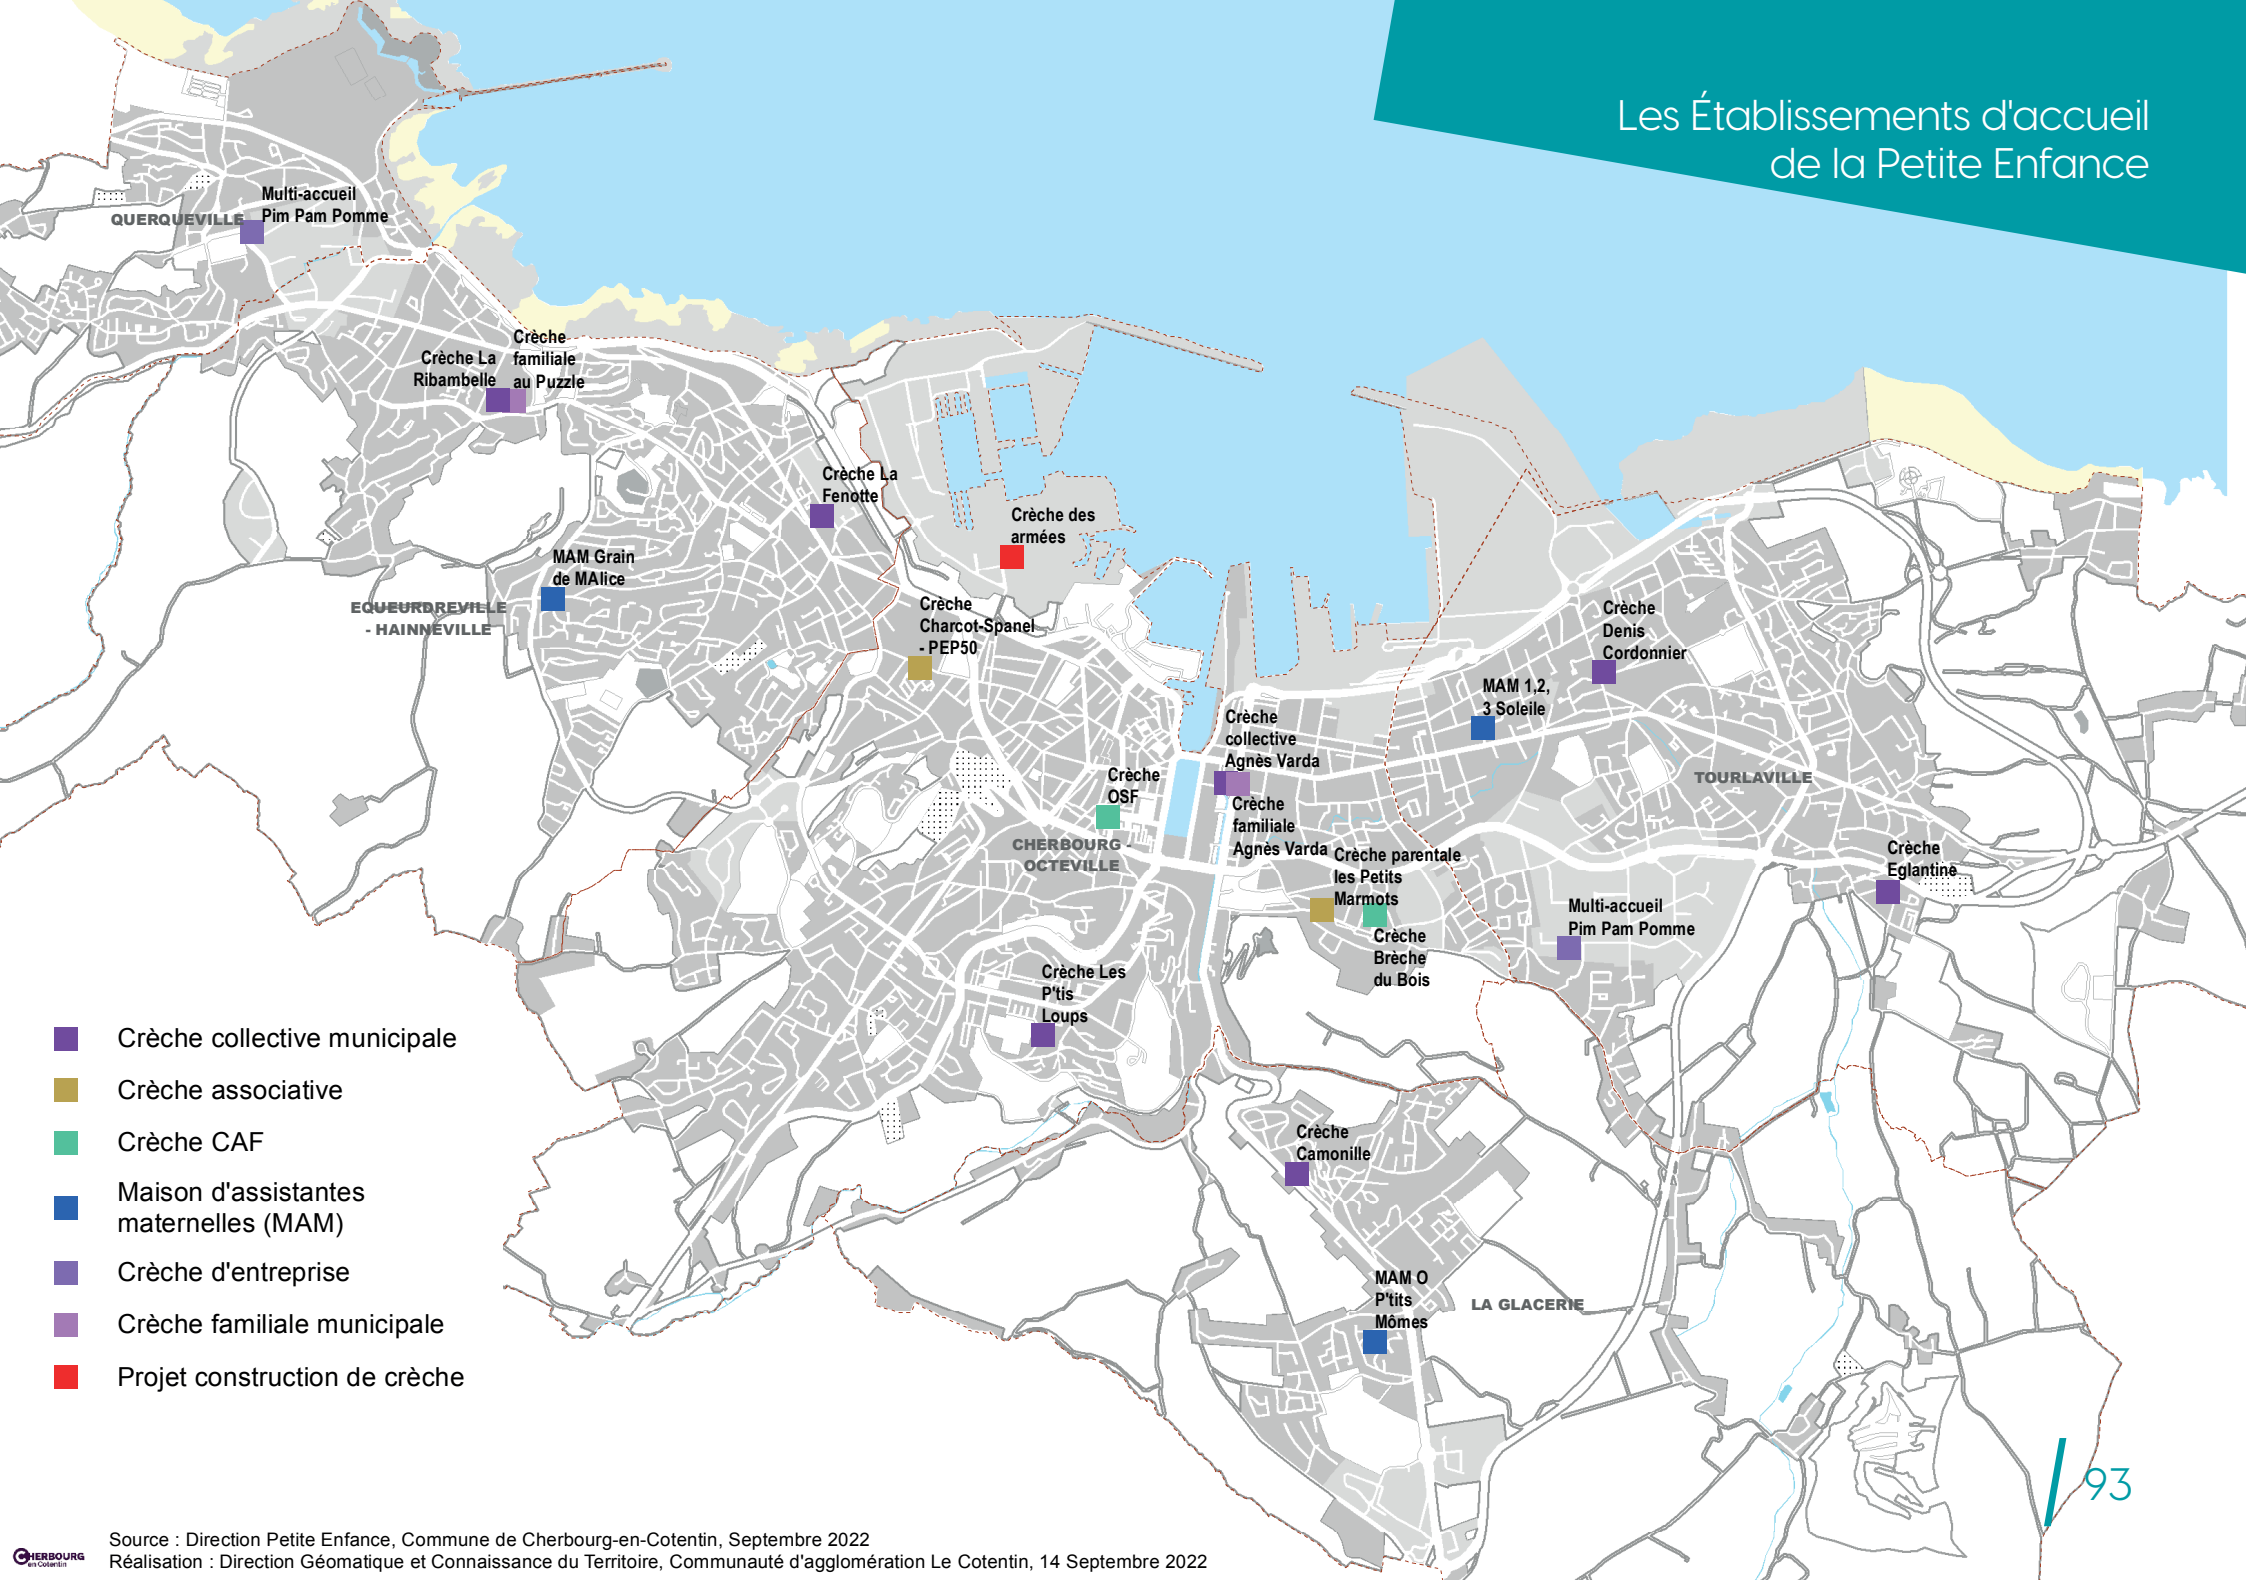 Les Établissements d'accueil
de la Petite Enfance
Multi-accueil
Pim Pam Pomme
QUERQUEVILLE
Crèche
familiale
au Puzzle
Crèche La
Ribambelle
Crèche La
Fenotte
Crèche des
armées
MAM Grain
de MAlice
EQUEURDREVILLE
- HAINNEVILLE
Crèche
Charcot-Spanel
- PEP50
Crèche
Denis
Cordonnier
MAM 1,2,
3 Soleile
Crèche
collective
Agnès Varda
TOURLAVILLE
Crèche
OSF
Crèche
familiale
Agnès Varda
CHERBOURG -
OCTEVILLE
Crèche parentale
les Petits
Marmots
Crèche
Eglantine
Multi-accueil
Pim Pam Pomme
Crèche
Brèche
du Bois
Crèche Les
P'tis
Loups
Crèche
Camonille
MAM O
P'tits
Mômes
LA GLACERIE
Crèche collective municipale
Crèche associative
Crèche CAF
Maison d'assistantes
maternelles (MAM)
Crèche d'entreprise
Crèche familiale municipale
Projet construction de crèche
93
CHERBOURG
en Cotentin
Source : Direction Petite Enfance, Commune de Cherbourg-en-Cotentin, Septembre 2022
Réalisation : Direction Géomatique et Connaissance du Territoire, Communauté d'agglomération Le Cotentin, 14 Septembre 2022